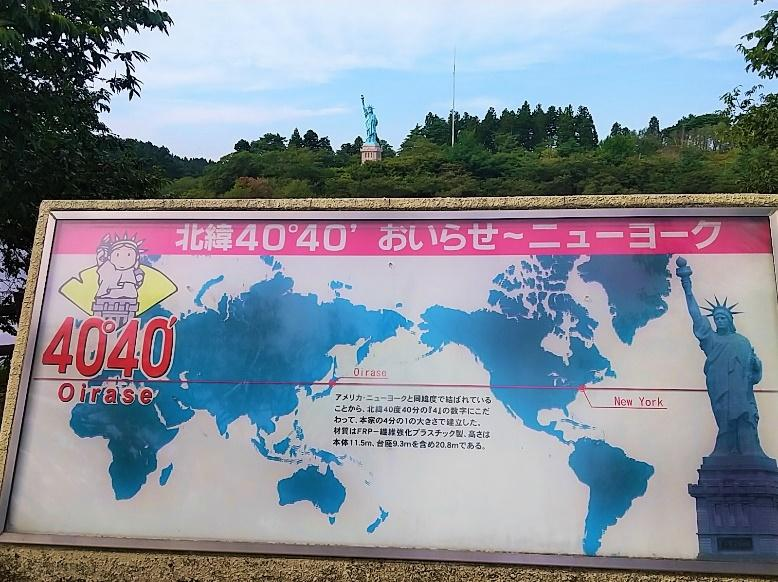 北緯40°40’ おいらせ～ニューヨーク
40°40'
Oirase
Oirase
New York
アメリカ・ニューヨークと同緯度で結ばれている
ことから、北緯40度40分の『4』の数字にこだ
わって、本家の4分の1の大きさで建立した。
材質はFRPー繊維強化プラスチック製、高さは
本体11.5m、台座9.3mを含め20.8mである。